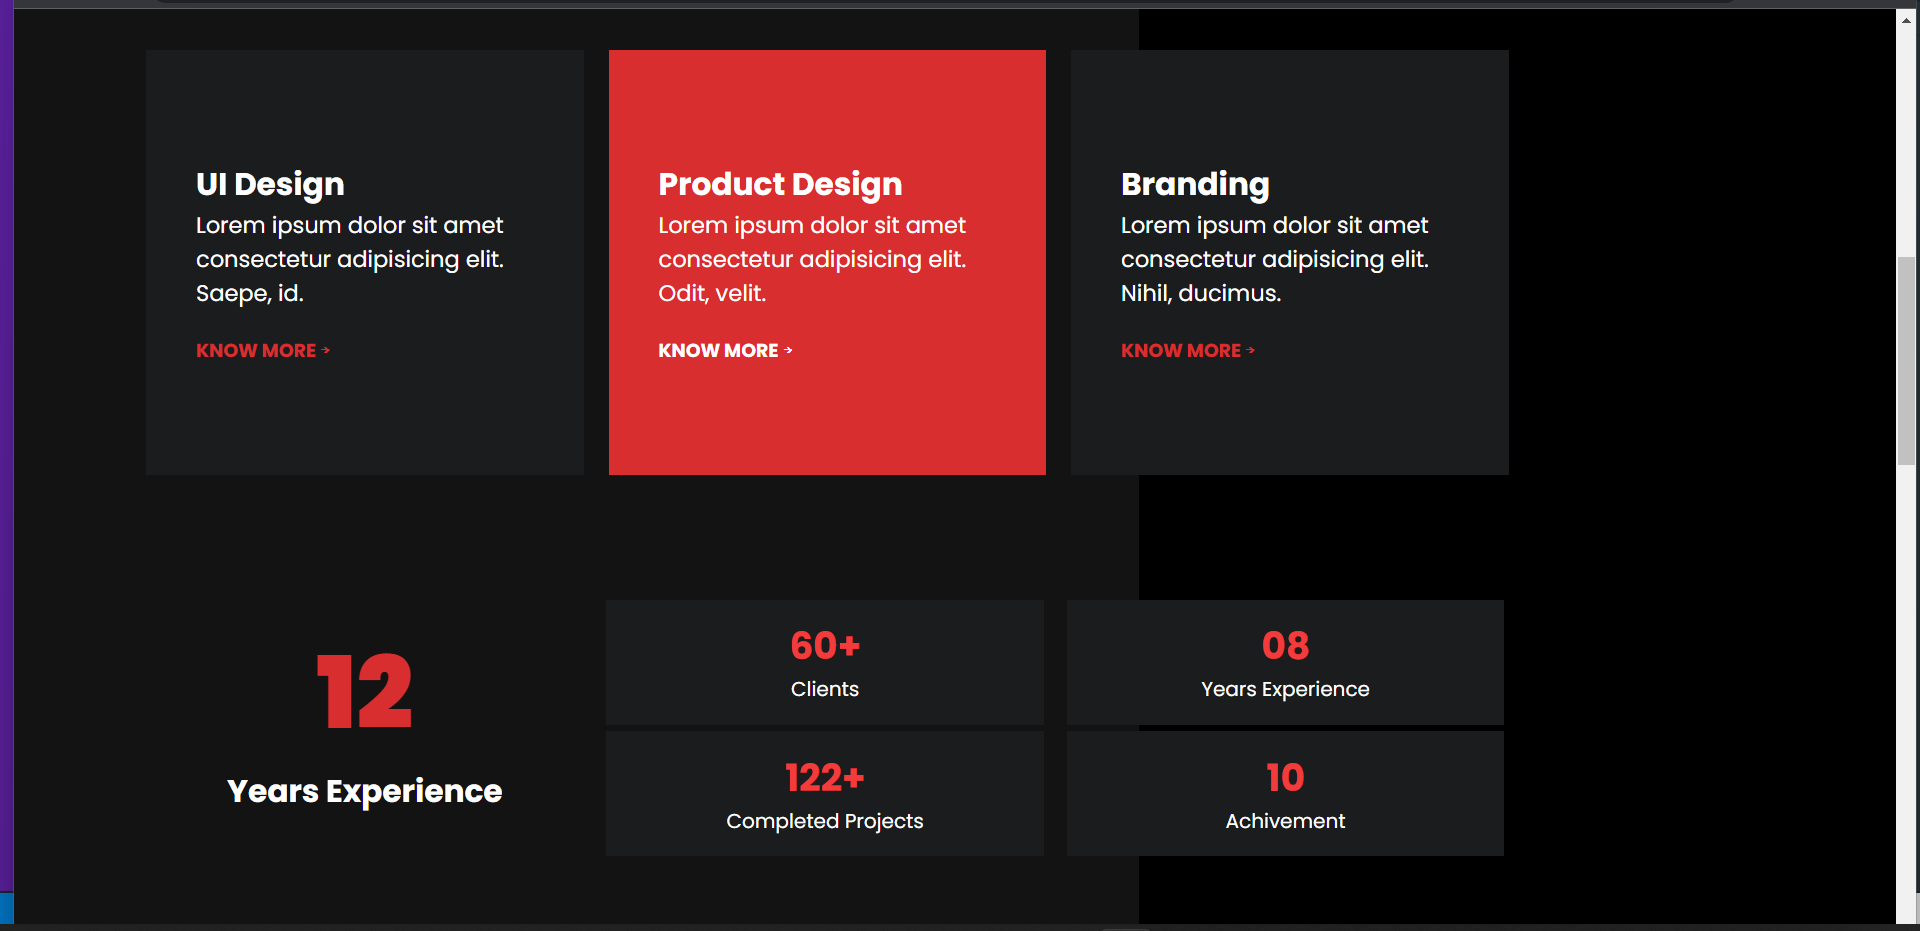 UI Design
Lorem ipsum dolor sit amet
consectetur adipisicing elit.
Saepe, id.
KNOW MORE →
Product Design
Lorem ipsum dolor sit amet
consectetur adipisicing elit.
Odit, velit.
KNOW MORE →
Branding
Lorem ipsum dolor sit amet
consectetur adipisicing elit.
Nihil, ducimus.
KNOW MORE →
12
Years Experience
60+
Clients
08
Years Experience
122+
Completed Projects
10
Achivement